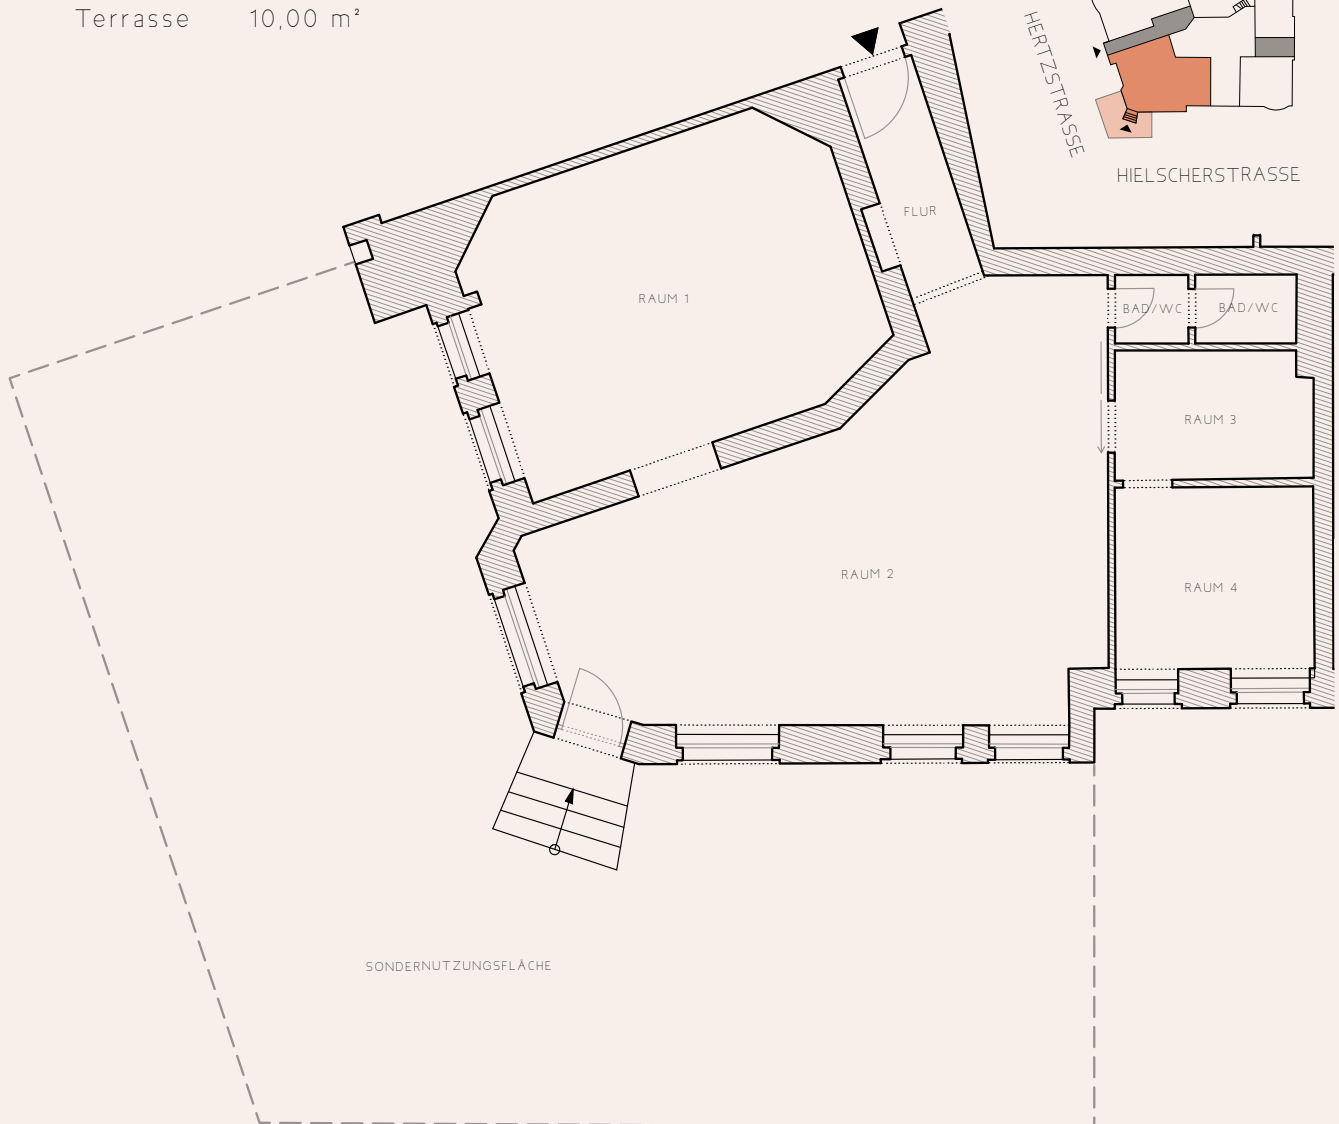 Terrasse 10,00 m²
HERTZSTRASSE
HIELSCHERSTRASSE
FLUR
RAUM 1
BAD/WC BAD/WC
RAUM 3
RAUM 2
RAUM 4
SONDERNUTZUNGSFLÄCHE